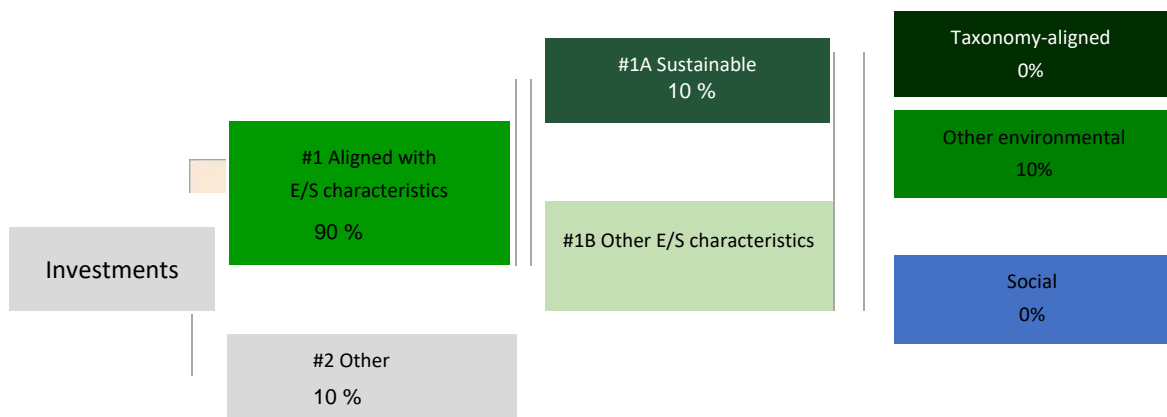 Investments
#1 Aligned with
E/S characteristics
90 %
#2 Other
10 %
#1A Sustainable
10 %
#1B Other E/S characteristics
Taxonomy-aligned
0%
Other environmental
10%
Social
0%